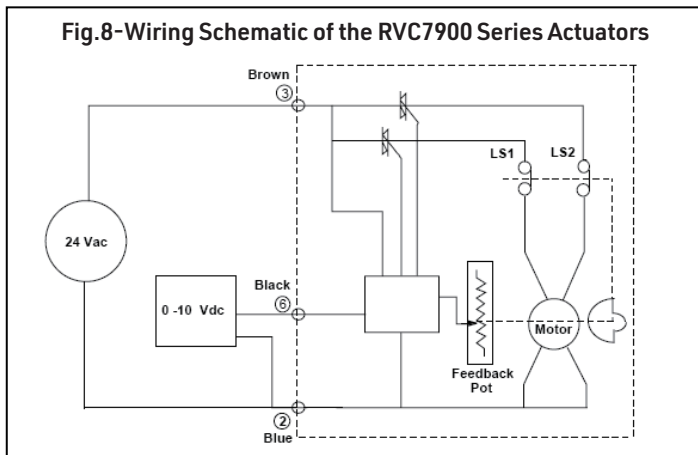 Fig.8-Wiring Schematic of the RVC7900 Series Actuators
Brown
③
LS1
LS2
24 Vac
Black
⑥
0 -10 Vdc
Motor
Feedback
Pot
②
Blue